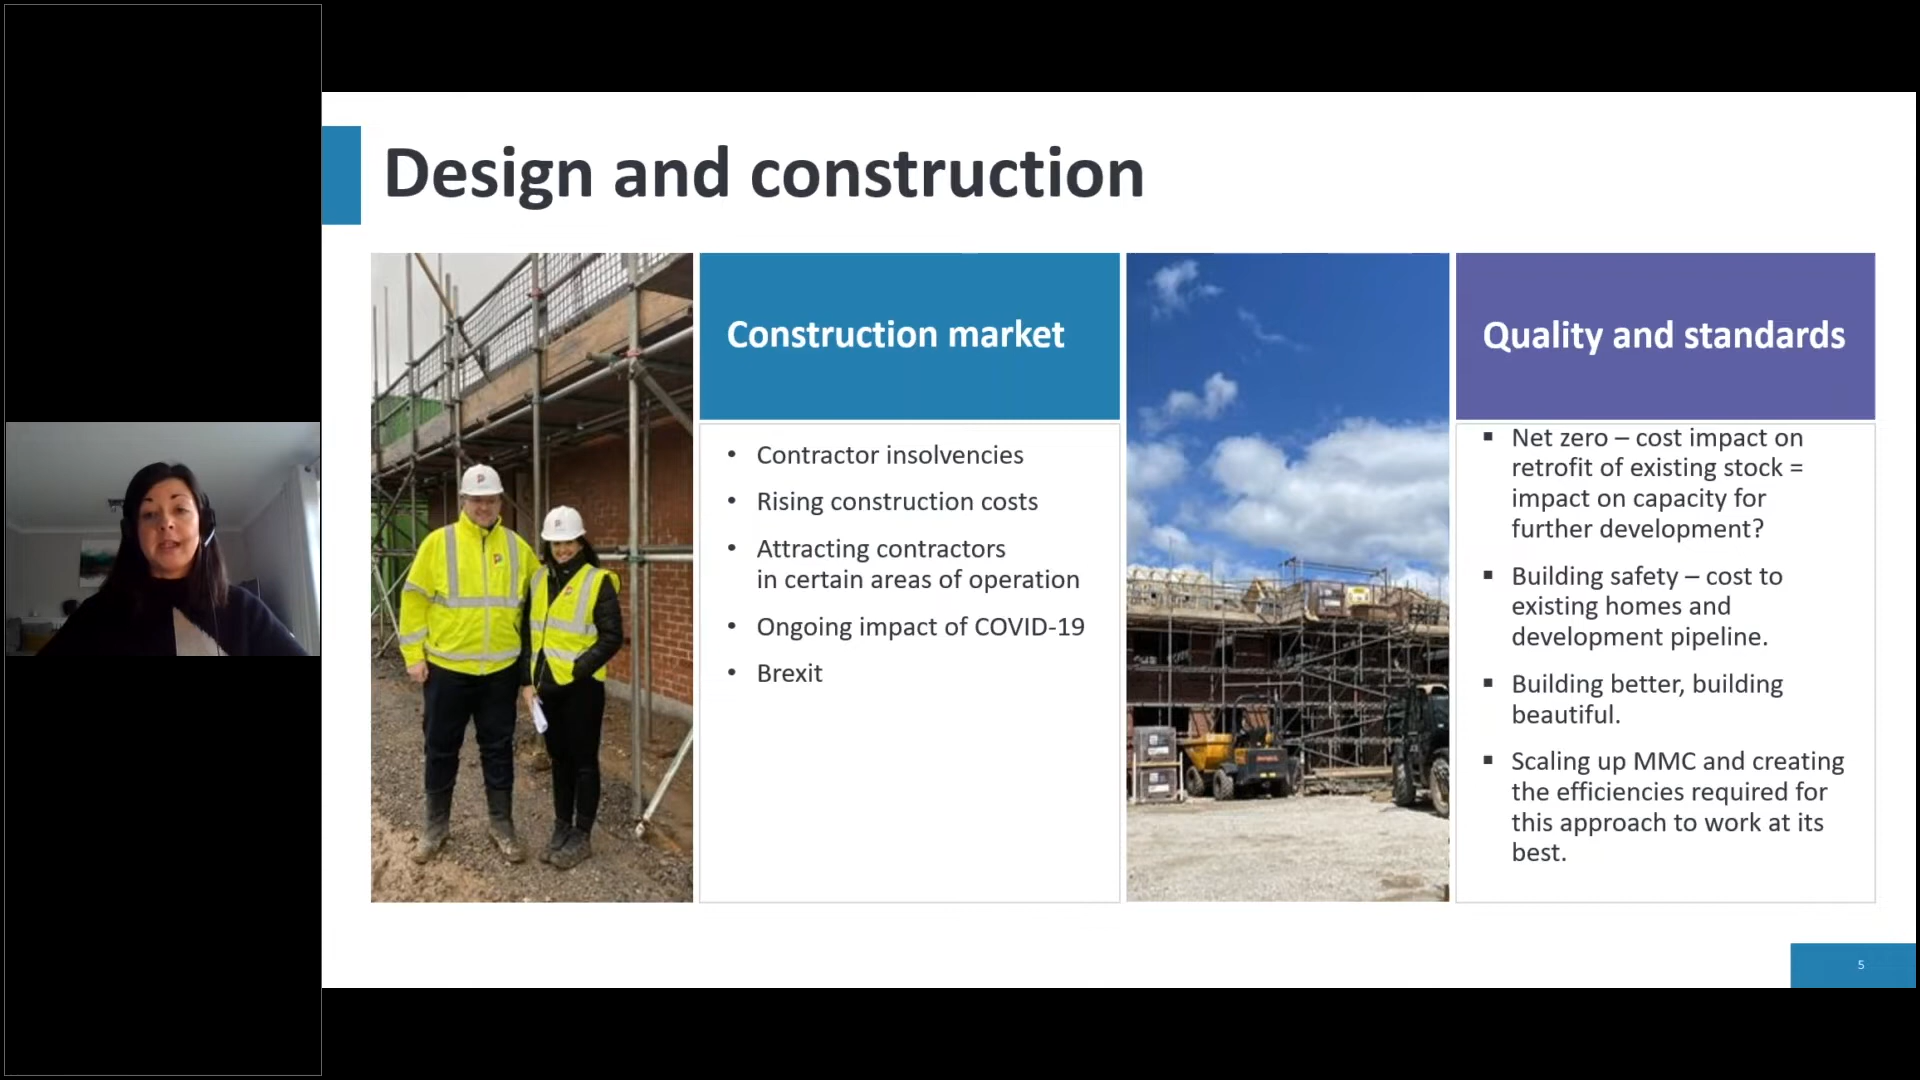 Design and construction
Construction market
• Contractor insolvencies
• Rising construction costs
• Attracting contractors
in certain areas of operation
• Ongoing impact of COVID-19
• Brexit
Quality and standards
▪ Net zero – cost impact on
retrofit of existing stock =
impact on capacity for
further development?
▪ Building safety – cost to
existing homes and
development pipeline.
▪ Building better, building
beautiful.
▪ Scaling up MMC and creating
the efficiencies required for
this approach to work at its
best.
5